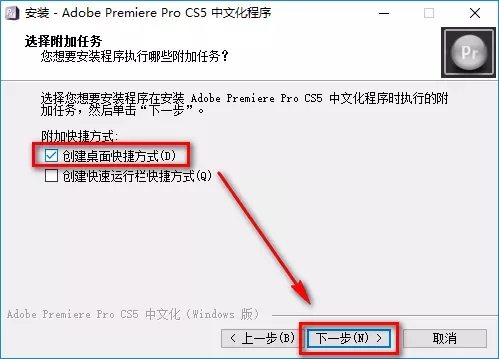 安装 - Adobe Premiere Pro CS5 中文化程序
选择附加任务
您想要安装程序执行哪些附加任务?
Pr
选择您想要安装程序在安装 Adobe Premiere Pro CS5 中文化程序时执行的附
加任务，然后单击“下一步”。
附加快捷方式:
创建桌面快捷方式(D)
创建快速运行栏快捷方式(Q)
Adobe Premiere Pro CS5 中文化 (Windows 版)
< 上一步(B) 下一步(N) > 取消